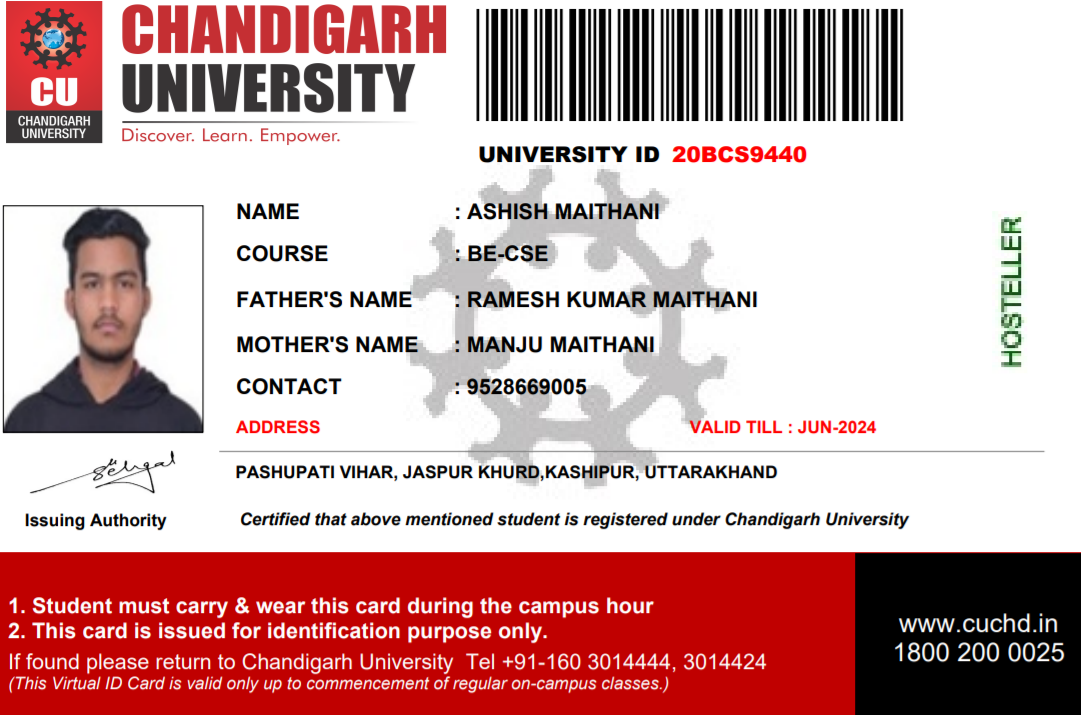 CU
CHANDIGARH
UNIVERSITY
CHANDIGARH
UNIVERSITY
Discover. Learn. Empower.
UNIVERSITY ID 20BCS9440
NAME : ASHISH MAITHANI
COURSE : BE-CSE
FATHER'S NAME : RAMESH KUMAR MAITHANI
MOTHER'S NAME : MANJU MAITHANI
CONTACT : 9528669005
HOSTELLER
ADDRESS VALID TILL : JUN-2024
PASHUPATI VIHAR, JASPUR KHURD,KASHIPUR, UTTARAKHAND
Sehgal
Issuing Authority
Certified that above mentioned student is registered under Chandigarh University
1. Student must carry & wear this card during the campus hour
2. This card is issued for identification purpose only.
If found please return to Chandigarh University Tel +91-160 3014444, 3014424
(This Virtual ID Card is valid only up to commencement of regular on-campus classes.)
www.cuchd.in
1800 200 0025